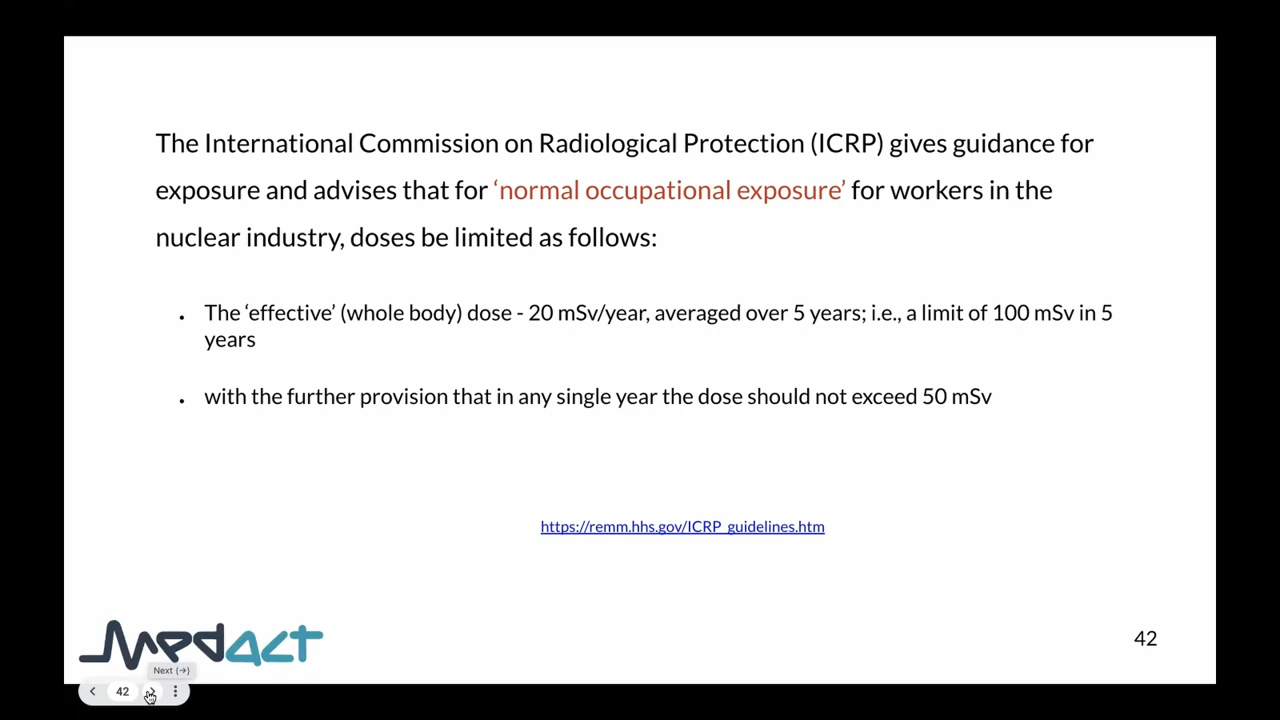 The International Commission on Radiological Protection (ICRP) gives guidance for
exposure and advises that for ‘normal occupational exposure’ for workers in the
nuclear industry, doses be limited as follows:
• The ‘effective’ (whole body) dose - 20 mSv/year, averaged over 5 years; i.e., a limit of 100 mSv in 5
years
• with the further provision that in any single year the dose should not exceed 50 mSv
https://remm.hhs.gov/ICRP_guidelines.htm
medact
42
Next (→)
42